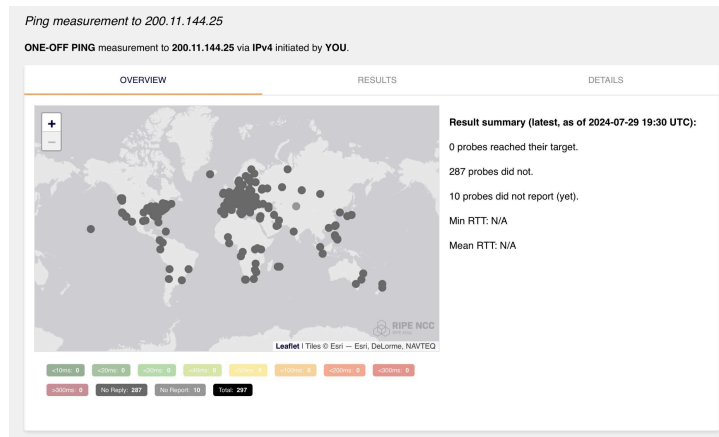 Ping measurement to 200.11.144.25
ONE-OFF PING measurement to 200.11.144.25 via IPv4 initiated by YOU.
OVERVIEW RESULTS DETAILS
+
−
Result summary (latest, as of 2024-07-29 19:30 UTC):
0 probes reached their target.
287 probes did not.
10 probes did not report (yet).
Min RTT: N/A
Mean RTT: N/A
RIPE NCC
Leaflet | Tiles © Esri — Esri, DeLorme, NAVTEQ
<10ms: 0 <20ms: 0 <30ms: 0 <100ms: 0 <200ms: 0 <300ms: 0
>300ms: 0 No Reply: 287 No Report: 10 Total: 297